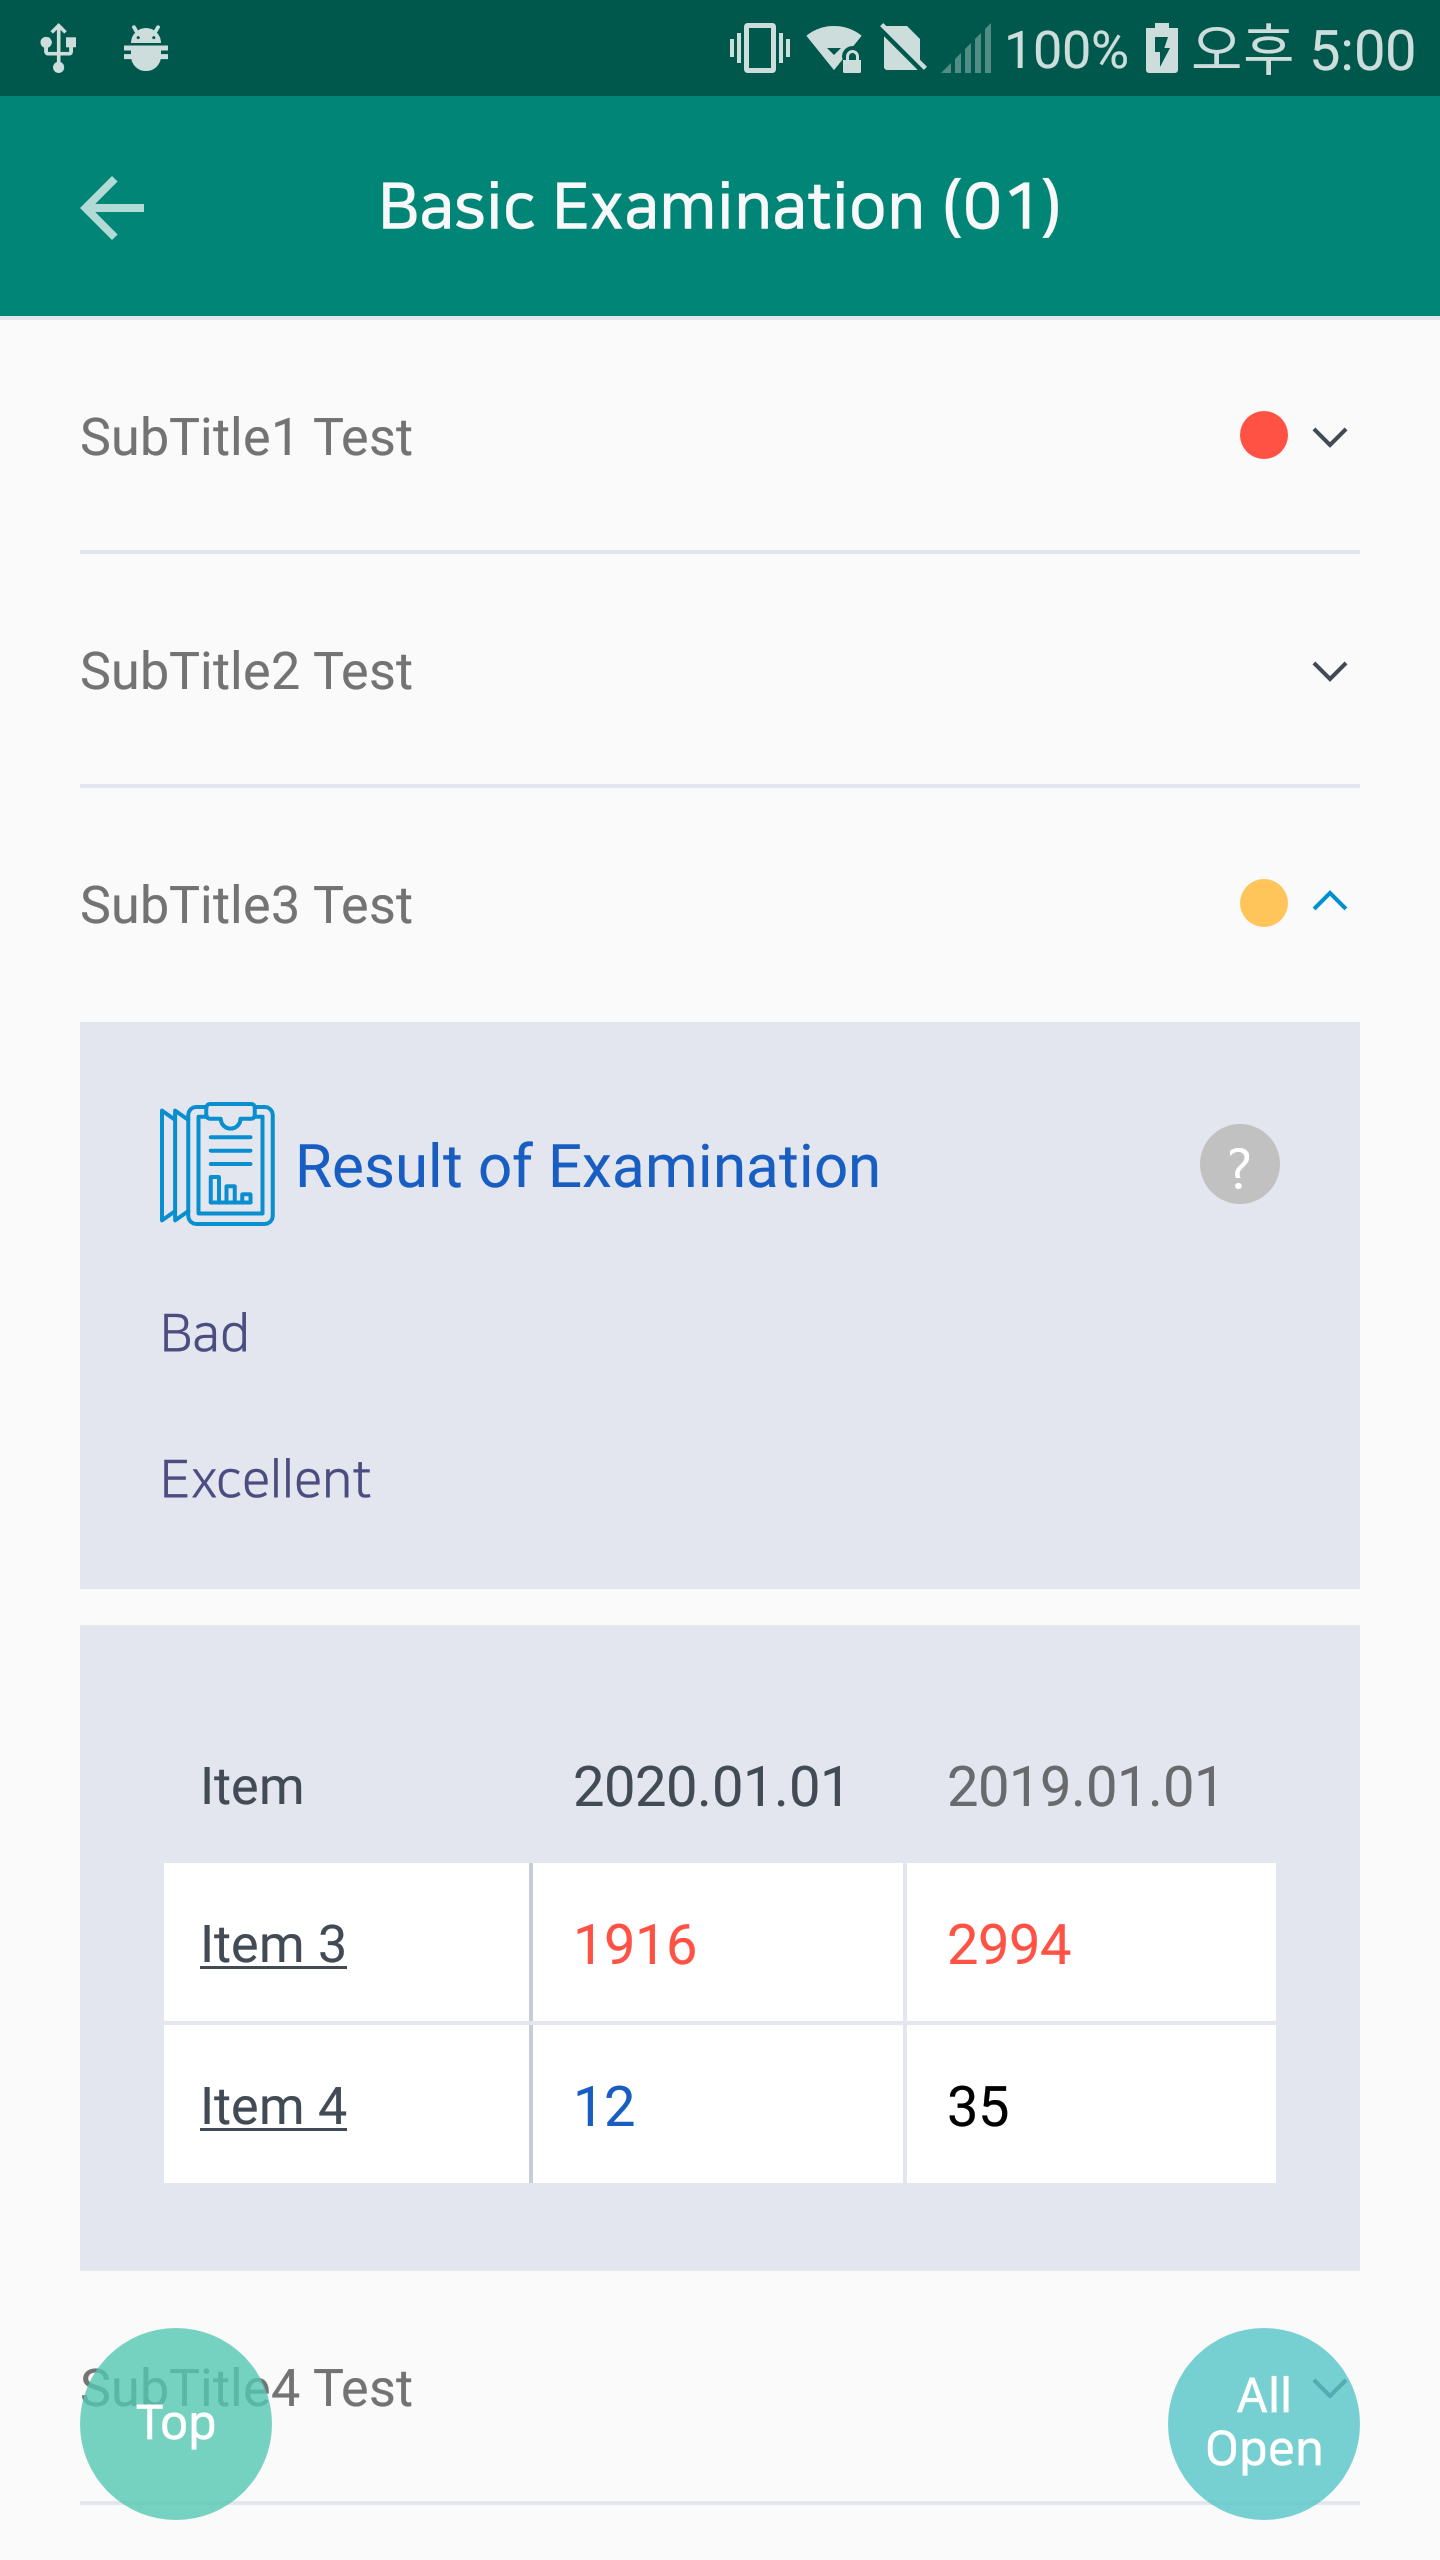 100% 오후 5:00
Basic Examination (01)
SubTitle1 Test
SubTitle2 Test
SubTitle3 Test
Result of Examination ?
Bad
Excellent
Item 2020.01.01 2019.01.01
Item 3 1916 2994
Item 4 12 35
SubTitle4 Test
Top
All
Open